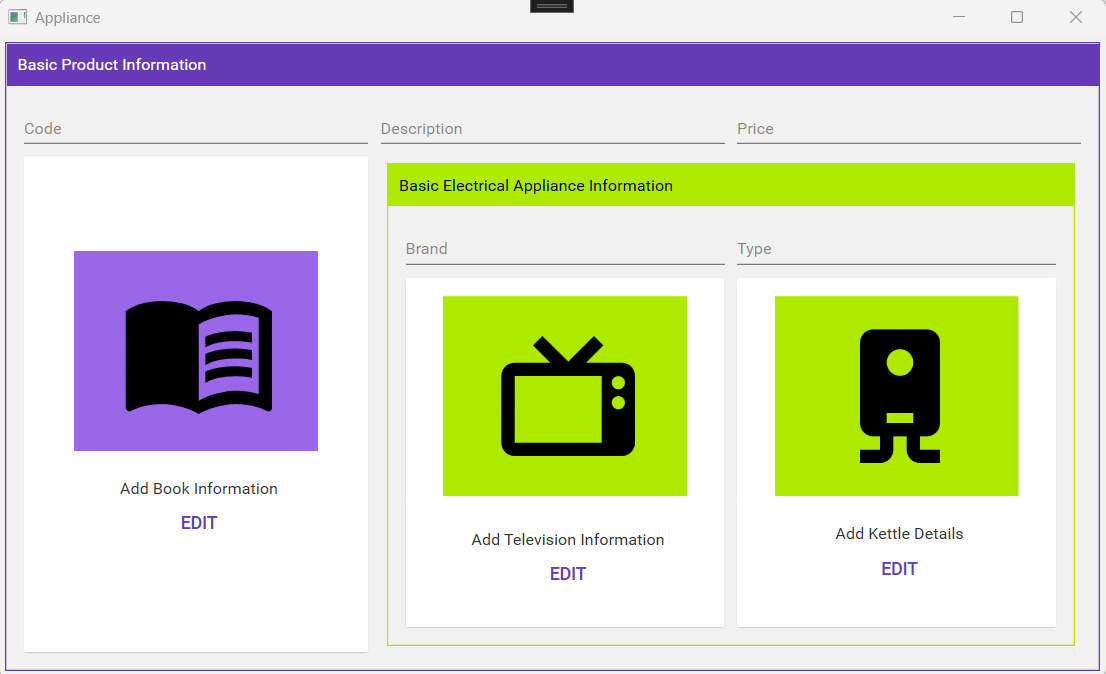 Appliance
Basic Product Information
Code
Description
Price
Basic Electrical Appliance Information
Brand
Type
Add Book Information
EDIT
Add Television Information
EDIT
Add Kettle Details
EDIT